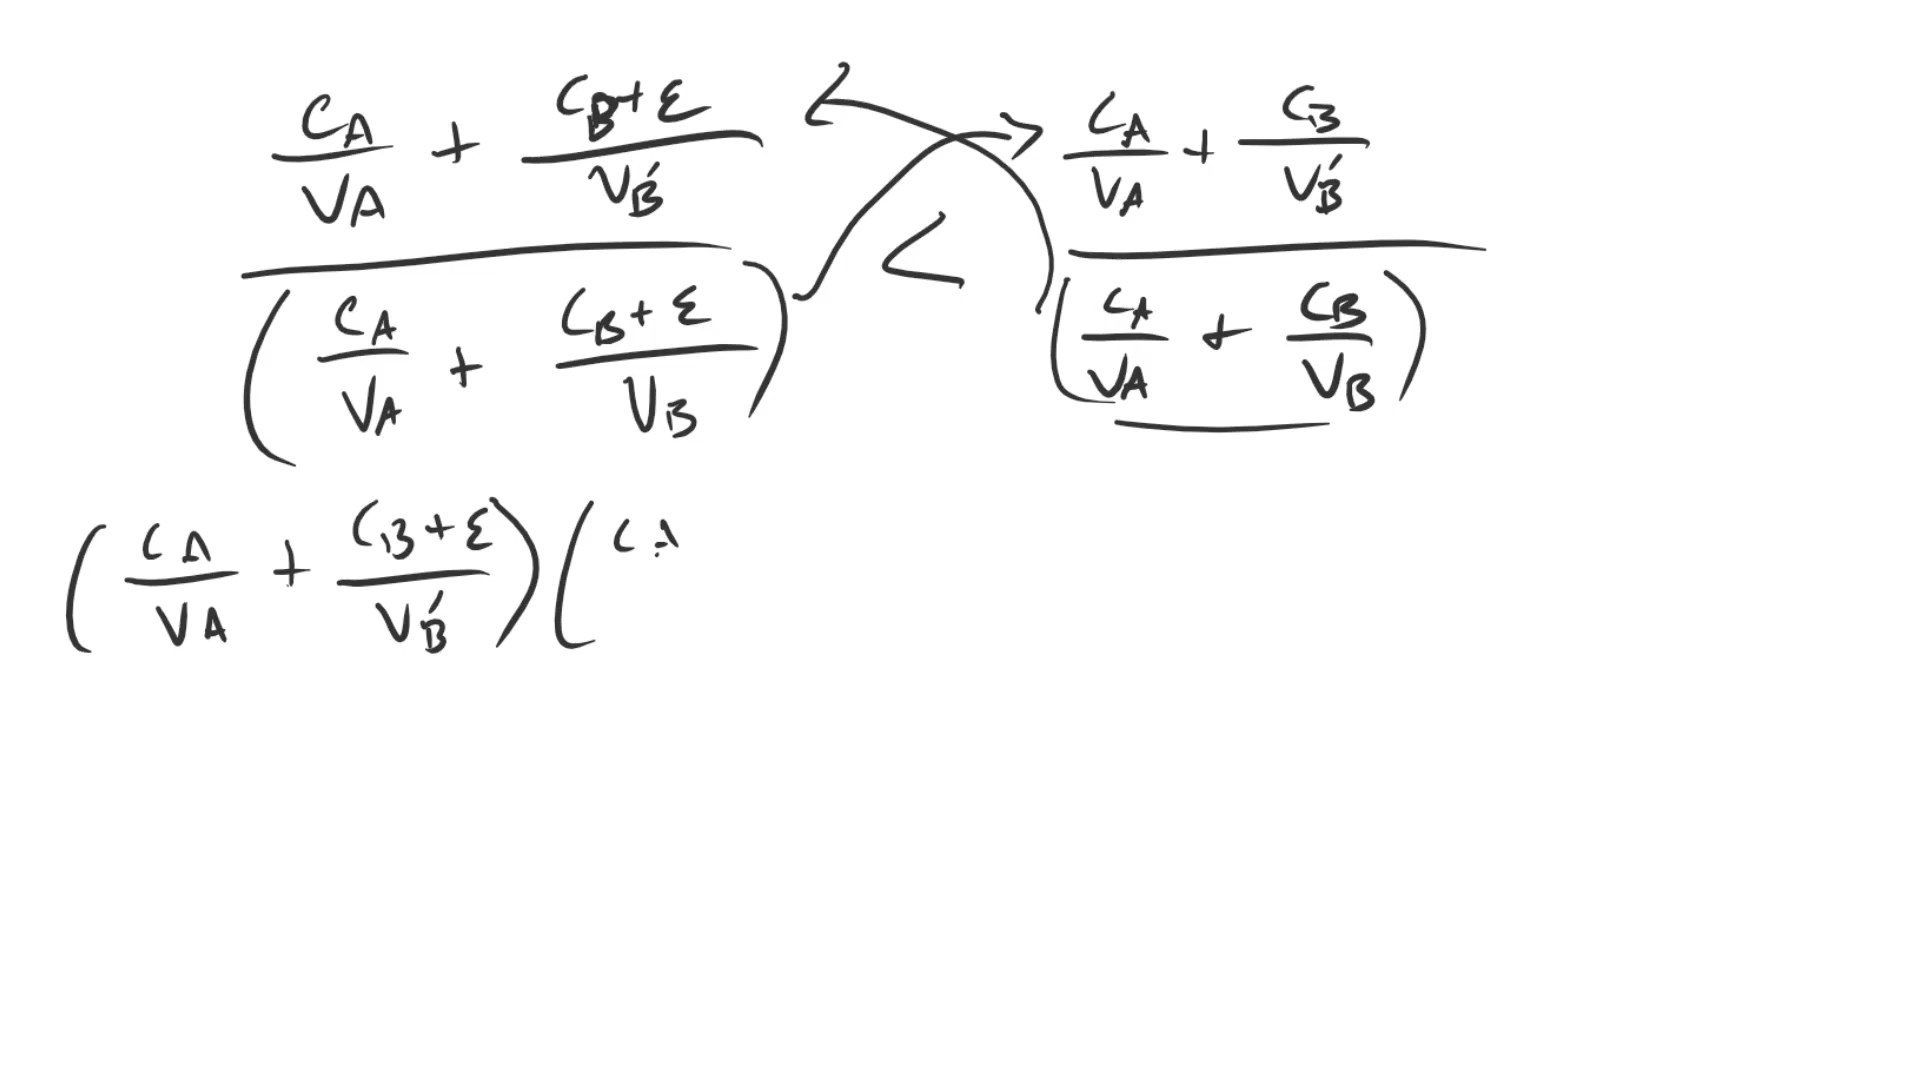 C_A/V_A + (C_B+ε)/V_B′ < C_A/V_A + C_B/V_B′
(C_A/V_A + (C_B+ε)/V_B) (C_A/V_A + C_B/V_B)
(C_A/V_A + (C_B+ε)/V_B′)(C_A